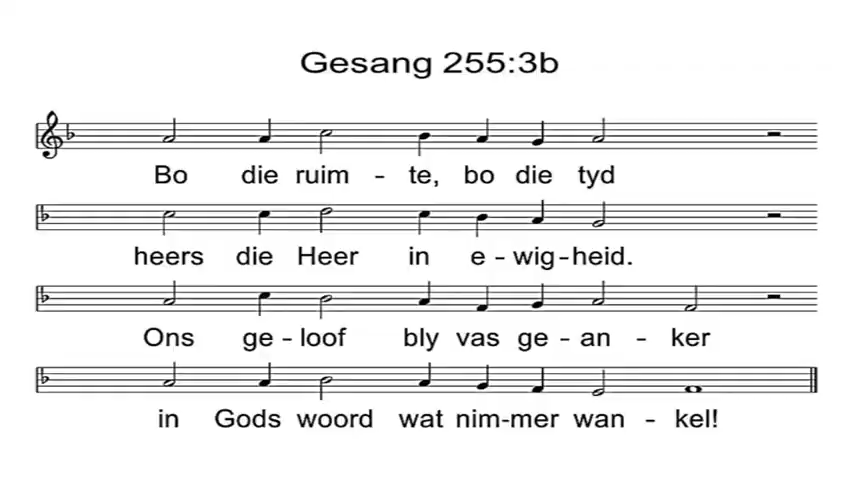 Gesang 255:3b
Bo die ruim - te, bo die tyd
heers die Heer in e - wig - heid.
Ons ge - loof bly vas ge - an - ker
in Gods woord wat nim - mer wan - kel!